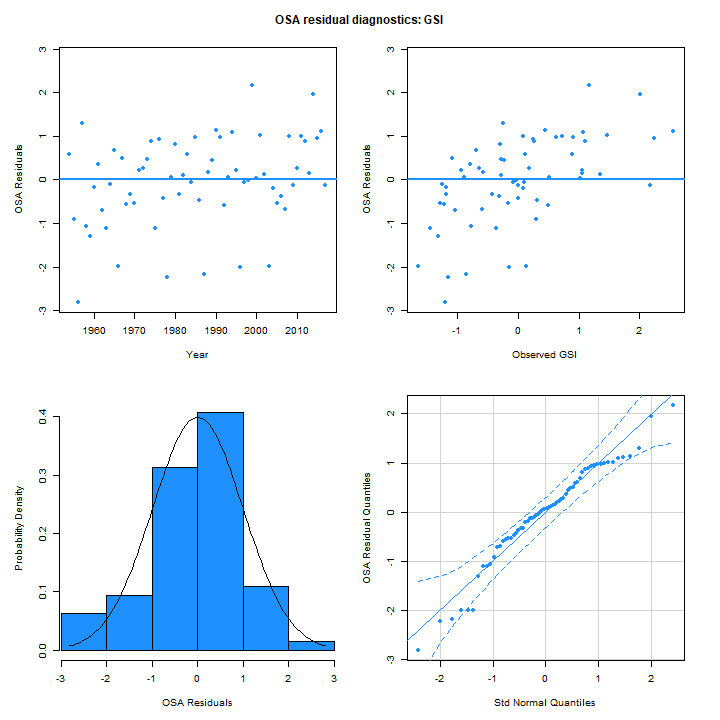 OSA residual diagnostics: GSI
OSA Residuals
3
2
1
0
-1
-2
-3
1960 1970 1980 1990 2000 2010
Year
OSA Residuals
3
2
1
0
-1
-2
-3
-1 0 1 2
Observed GSI
Probability Density
0.4
0.3
0.2
0.1
0.0
-3 -2 -1 0 1 2 3
OSA Residuals
OSA Residual Quantiles
2
1
0
-1
-2
-3
-2 -1 0 1 2
Std Normal Quantiles